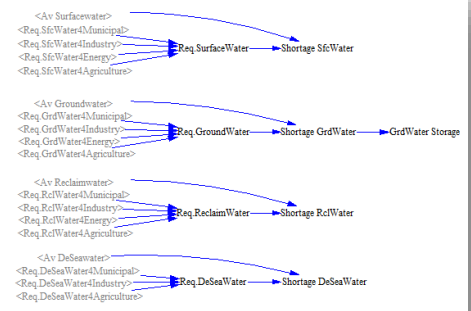 <Av Surfacewater>
<Req.SfcWater4Municipal>
<Req.SfcWater4Industry>
<Req.SfcWater4Energy>
<Req.SfcWater4Agriculture>
Req.SurfaceWater
Shortage SfcWater
<Av Groundwater>
<Req.GrdWater4Municipal>
<Req.GrdWater4Industry>
<Req.GrdWater4Energy>
<Req.GrdWater4Agriculture>
Req.GroundWater
Shortage GrdWater
GrdWater Storage
<Av Reclaimwater>
<Req.RclWater4Municipal>
<Req.RclWater4Industry>
<Req.RclWater4Energy>
<Req.RclWater4Agriculture>
Req.ReclaimWater
Shortage RclWater
<Av DeSeawater>
<Req.DeSeaWater4Municipal>
<Req.DeSeaWater4Industry>
<Req.DeSeaWater4Agriculture>
Req.DeSeaWater
Shortage DeSeaWater